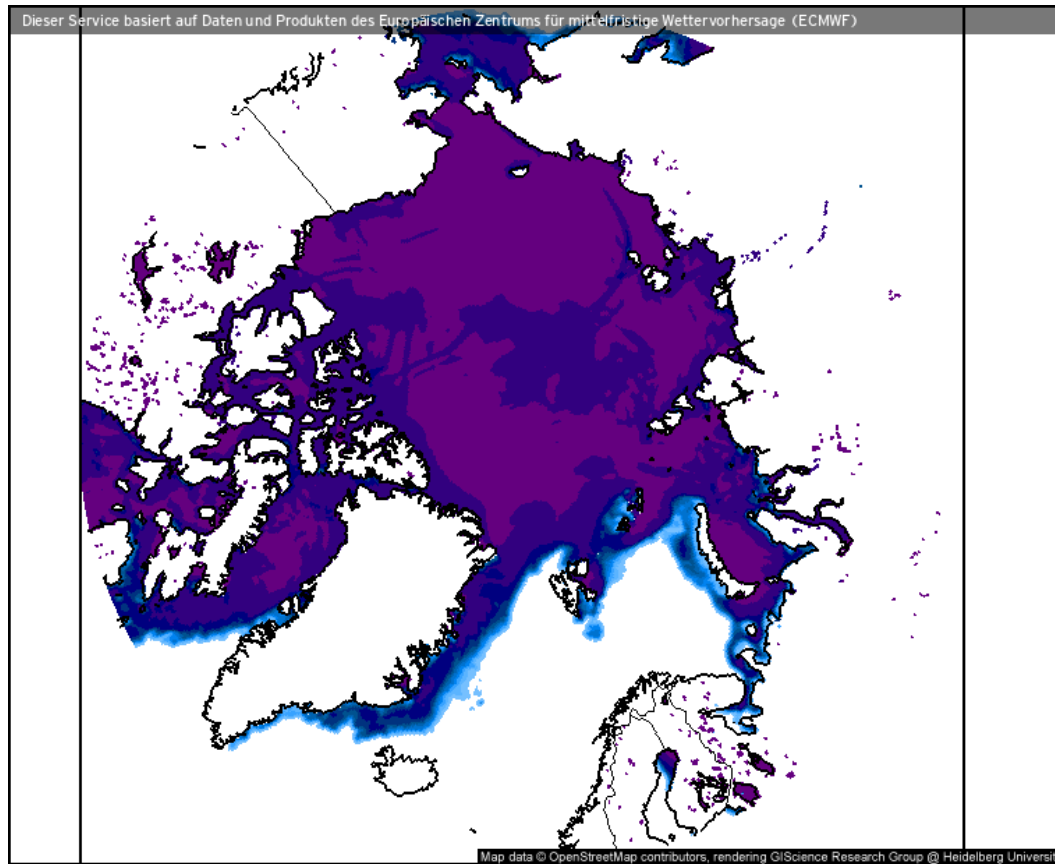 Dieser Service basiert auf Daten und Produkten des Europäischen Zentrums für mittelfristige Wettervorhersage (ECMWF)
Map data © OpenStreetMap contributors, rendering GIScience Research Group @ Heidelberg Universit